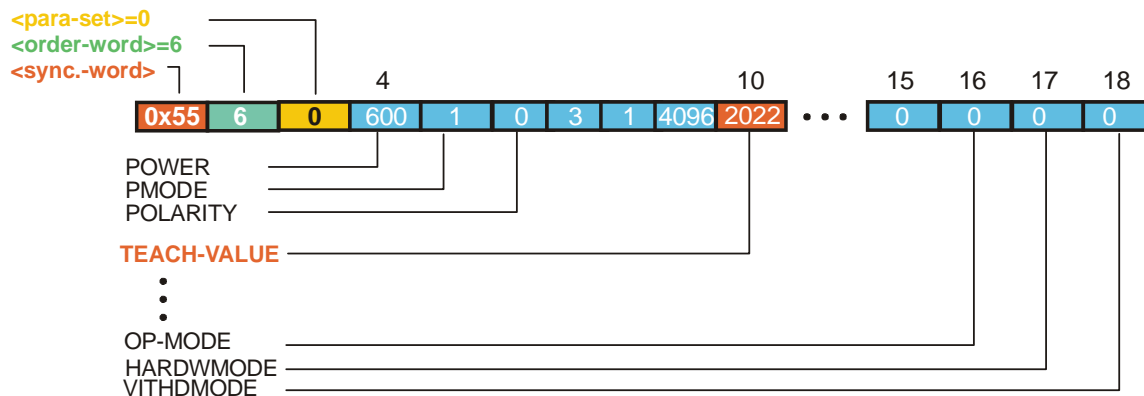 <para-set>=0
<order-word>=6
<sync.-word>
4 10 15 16 17 18
0x55 6 0 600 1 0 3 1 4096 2022 • • • 0 0 0 0
POWER
PMODE
POLARITY
TEACH-VALUE
•
•
•
OP-MODE
HARDWMODE
VITHDMODE